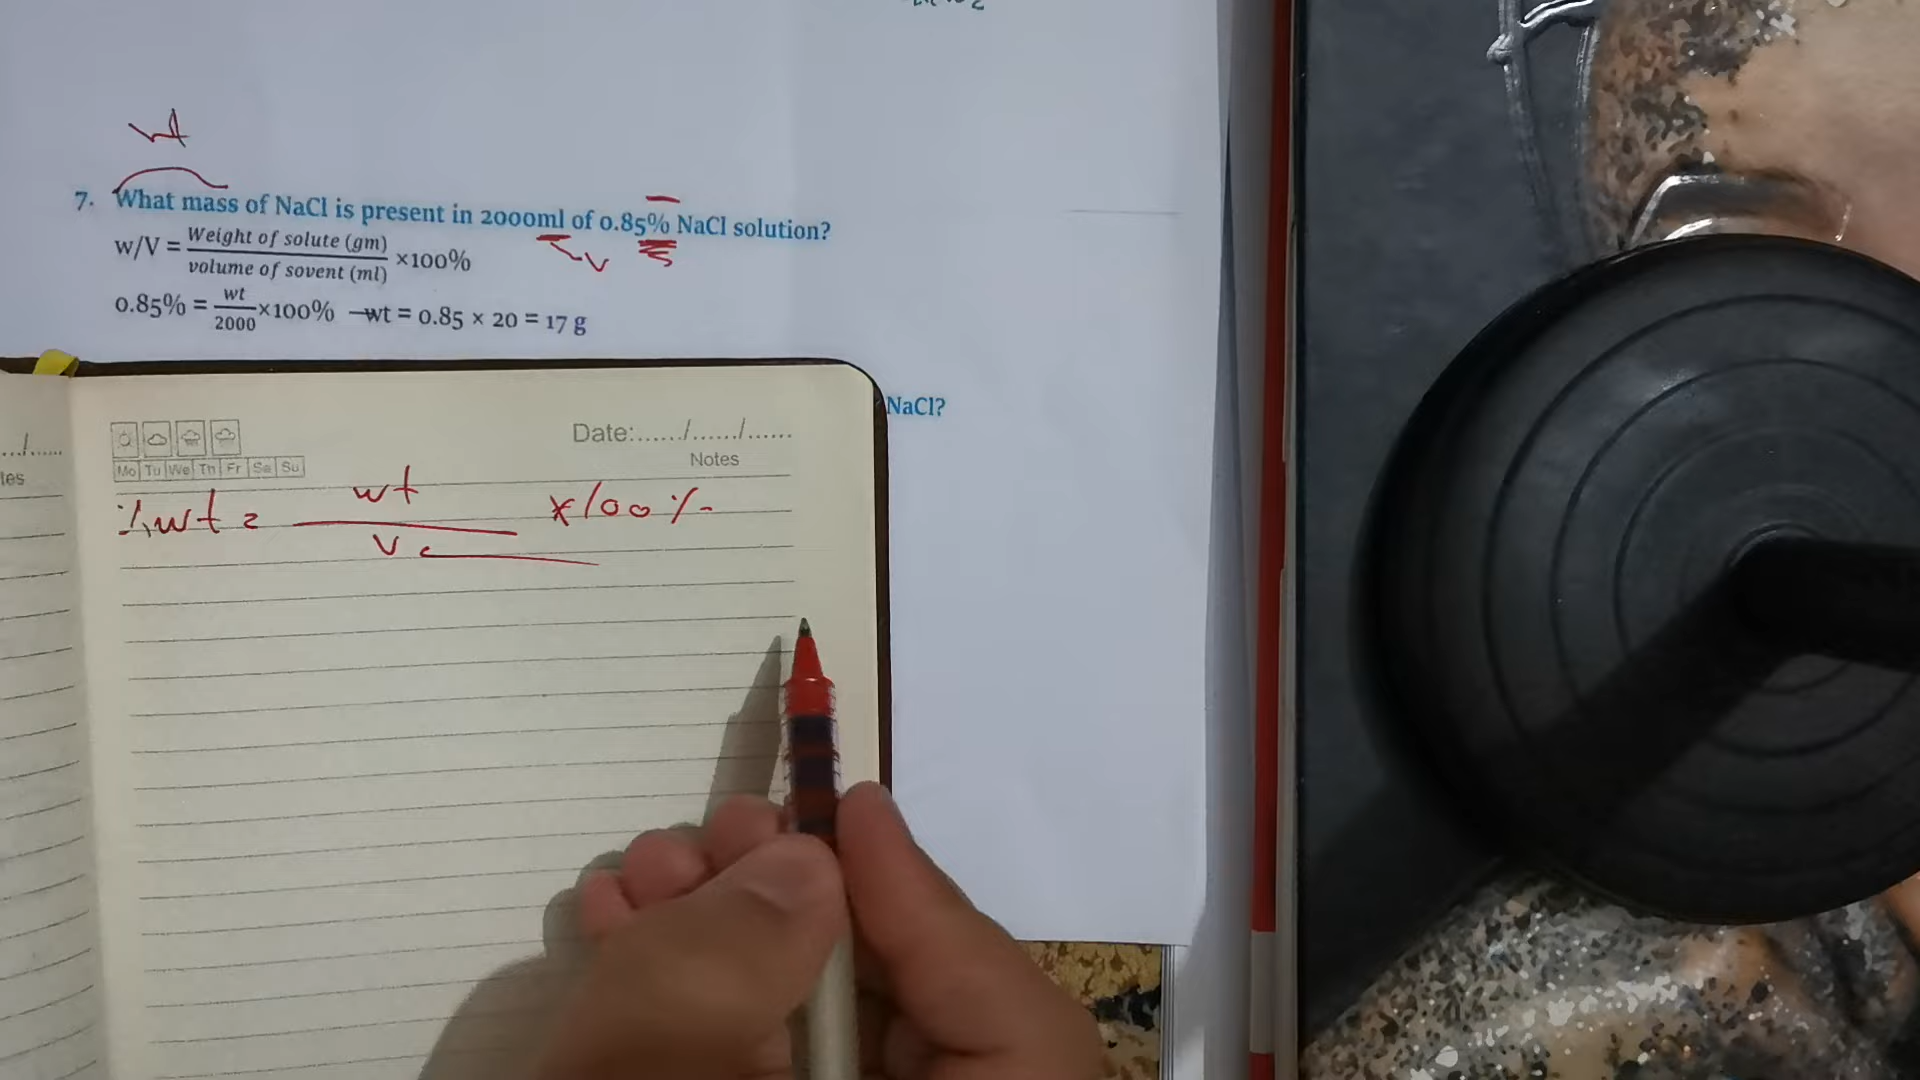 wt
7. What mass of NaCl is present in 2000ml of 0.85% NaCl solution?
v
w/V = Weight of solute (gm) / volume of sovent (ml) ×100%
0.85% = wt / 2000 ×100% →wt = 0.85 × 20 = 17 g
NaCl?
Date:....../....../......
Notes
Mo Tu We Th Fr Sa Su
% wt = wt / v ×100 %